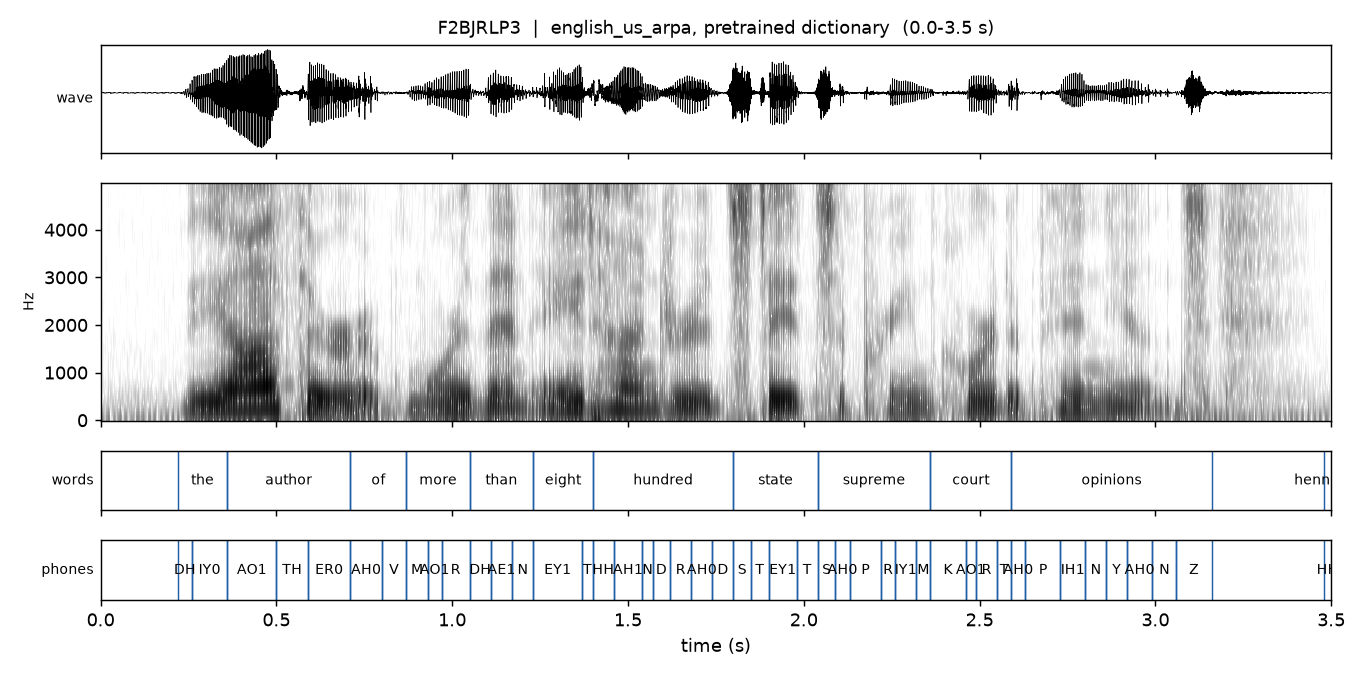 F2BJRLP3 | english_us_arpa, pretrained dictionary (0.0-3.5 s)
wave
Hz
4000
3000
2000
1000
0
words the author of more than eight hundred state supreme court opinions henn
phones DH IY0 AO1 TH ER0 AH0 V M AO1 R DH AE1 N EY1 T HH AH1 N D R AH0 D S T EY1 T S AH0 P R IY1 M K AO1 R T AH0 P IH1 N Y AH0 N Z HH
0.0 0.5 1.0 1.5 2.0 2.5 3.0 3.5
time (s)